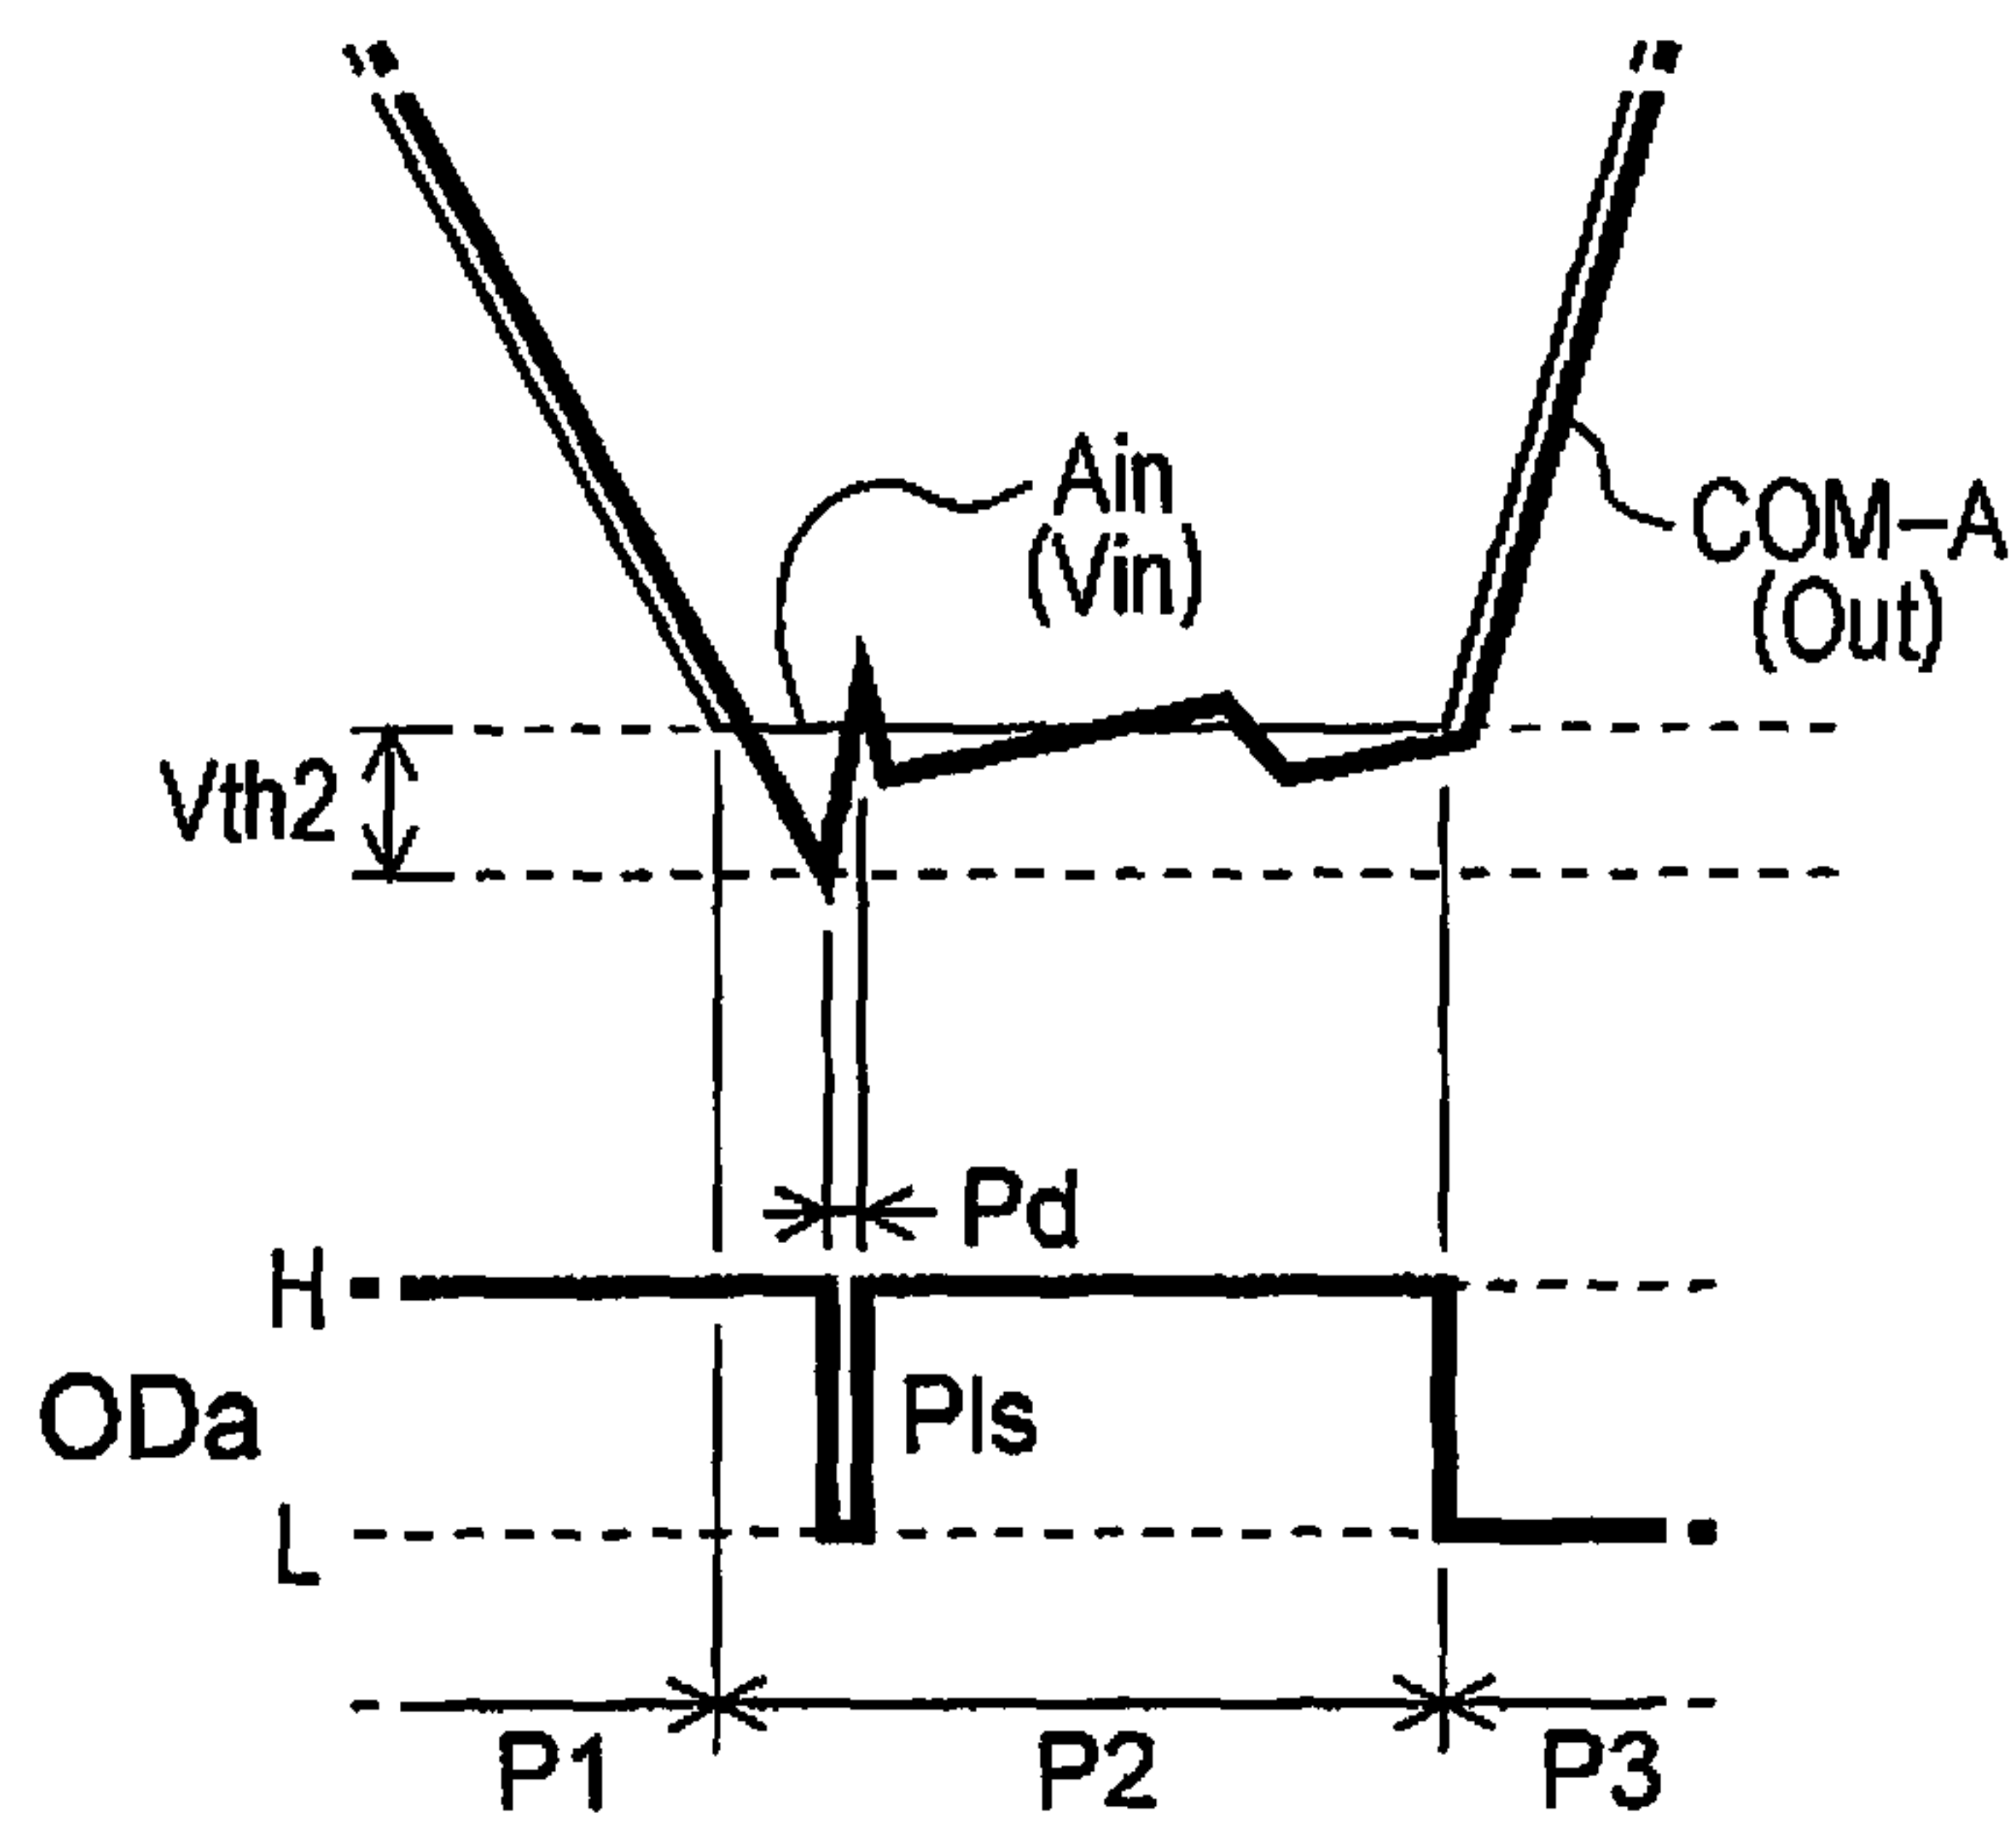 Ain
(Vin)
COM-A
(Out)
Vth2
Pd
H
ODa
Pls
L
P1
P2
P3